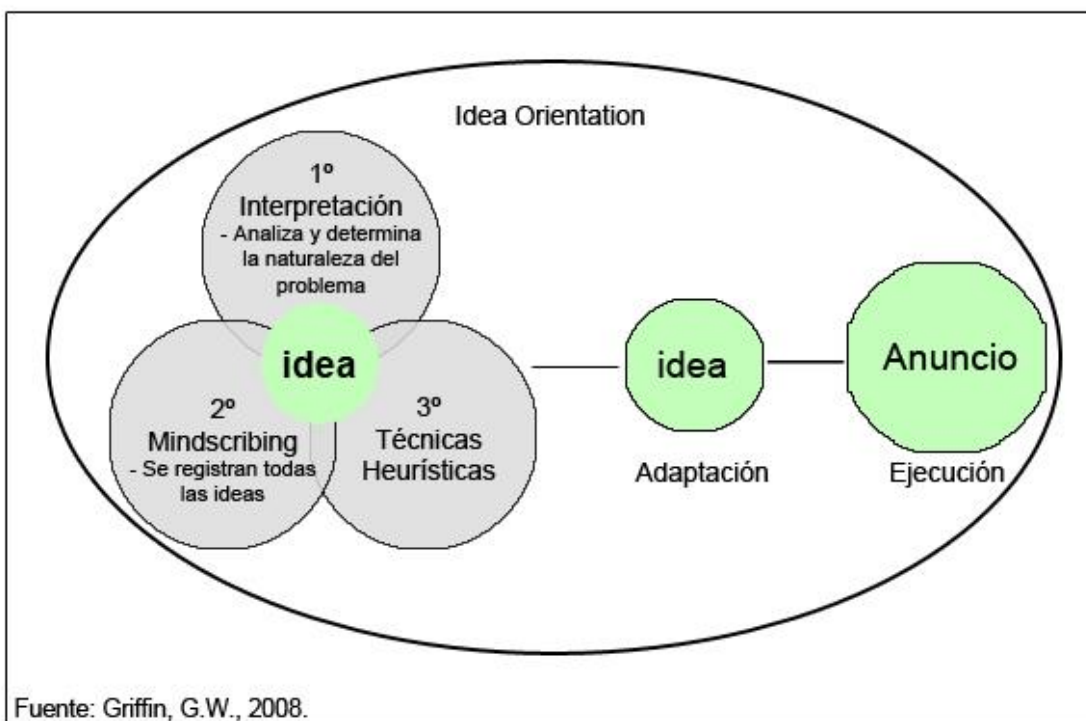 Idea Orientation
1º
Interpretación
- Analiza y determina
la naturaleza del
problema
idea
2º
Mindscribing
- Se registran todas
las ideas
3º
Técnicas
Heurísticas
idea
Adaptación
Anuncio
Ejecución
Fuente: Griffin, G.W., 2008.